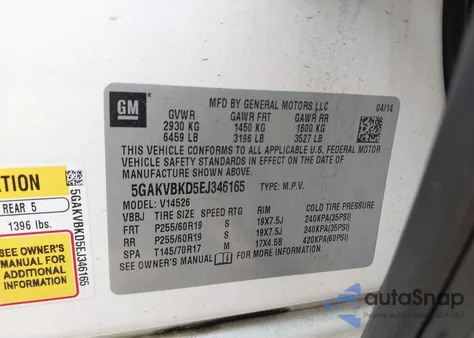 GM
MFD BY GENERAL MOTORS LLC 04/14
GVWR GAWR FRT GAWR RR
2930 KG 1450 KG 1600 KG
6459 LB 3196 LB 3527 LB
THIS VEHICLE CONFORMS TO ALL APPLICABLE U.S. FEDERAL MOTOR
VEHICLE SAFETY STANDARDS IN EFFECT ON THE DATE OF
MANUFACTURE SHOWN ABOVE.
5GAKVBKD5EJ346165 TYPE: M.P.V.
MODEL: V14526
VBBJ TIRE SIZE SPEED RTG RIM COLD TIRE PRESSURE
FRT P255/60R19 S 19X7.5J 240KPA(35PSI)
RR P255/60R19 S 19X7.5J 240KPA(35PSI)
SPA T145/70R17 M 17X4.5B 420KPA(60PSI)
SEE OWNER'S MANUAL FOR MORE INFORMATION.
ATION
REAR 5
1396 lbs.
SEE OWNER'S
MANUAL FOR
ADDITIONAL
INFORMATION
5GAKVBKD5EJ346165
autoSnap